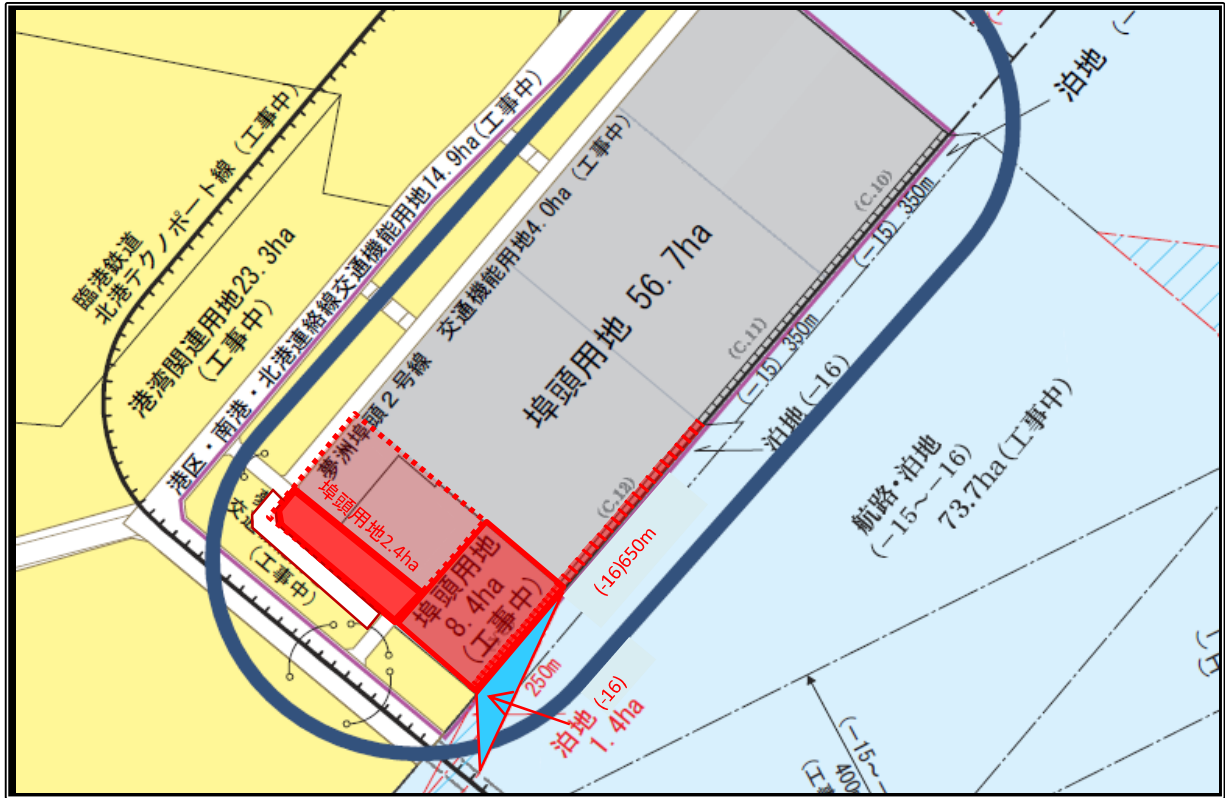 泊地
(-
臨港鉄道
北港テクノポート線 (工事中)
港湾関連用地23.3ha
(工事中)
港区・南港・北港連絡線交通機能用地14.9ha(工事中)
夢洲埠頭2号線 交通機能用地4.0ha (工事中)
埠頭用地 56.7ha
(C.10)
(-15) 350m
(C.11)
(-15) 350m
泊地(-16)
(C.12)
(-16)650m
航路・泊地
(-15~-16)
73.7ha(工事中)
埠頭用地2.4ha
埠頭用地
8.4ha
(工事中)
(工事中)
250m
泊地 (-16)
1.4ha
(-15~-
400m
(工